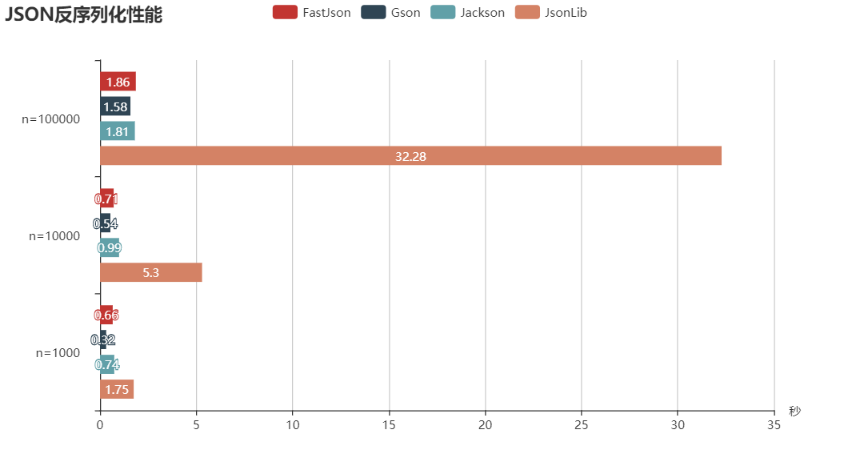 JSON反序列化性能
FastJson Gson Jackson JsonLib
n=100000
1.86
1.58
1.81
32.28
n=10000
0.71
0.54
0.99
5.3
n=1000
0.66
0.32
0.74
1.75
0 5 10 15 20 25 30 35 秒